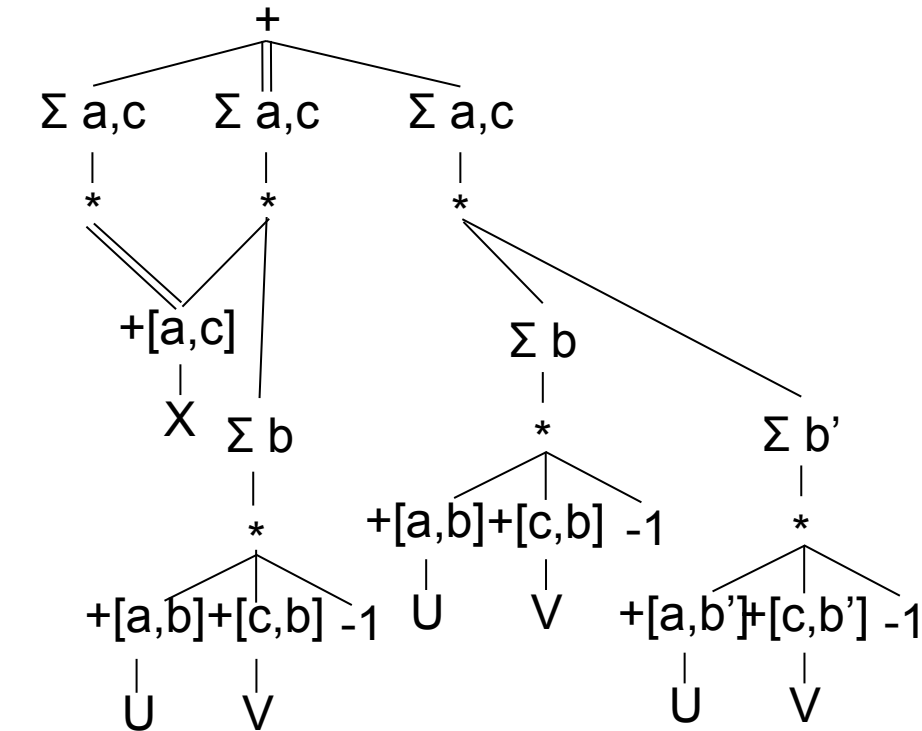 +
Σ a,c Σ a,c Σ a,c
* * *
+[a,c]
Σ b
X Σ b Σ b’
*
* +[a,b]+[c,b] -1 *
+[a,b]+[c,b] -1 U V +[a,b’]+[c,b’] -1
U V U V